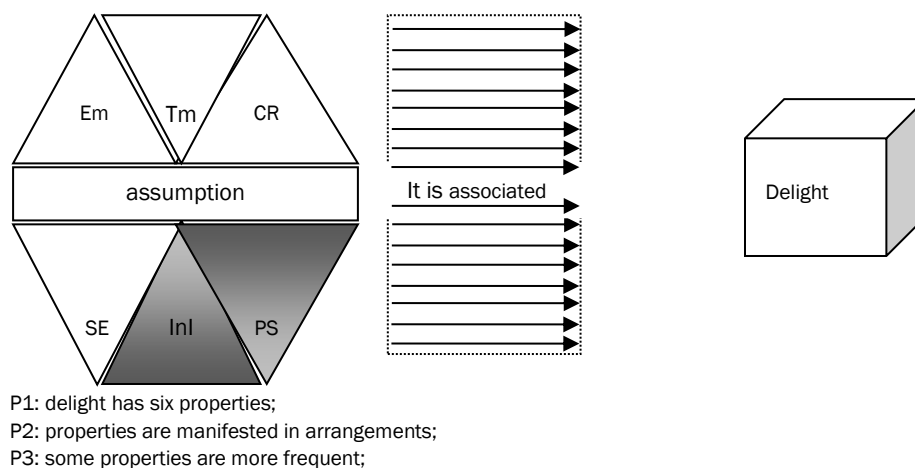 Em
Tm
CR
assumption
It is associated
Delight
SE
InI
PS
P1: delight has six properties;
P2: properties are manifested in arrangements;
P3: some properties are more frequent;